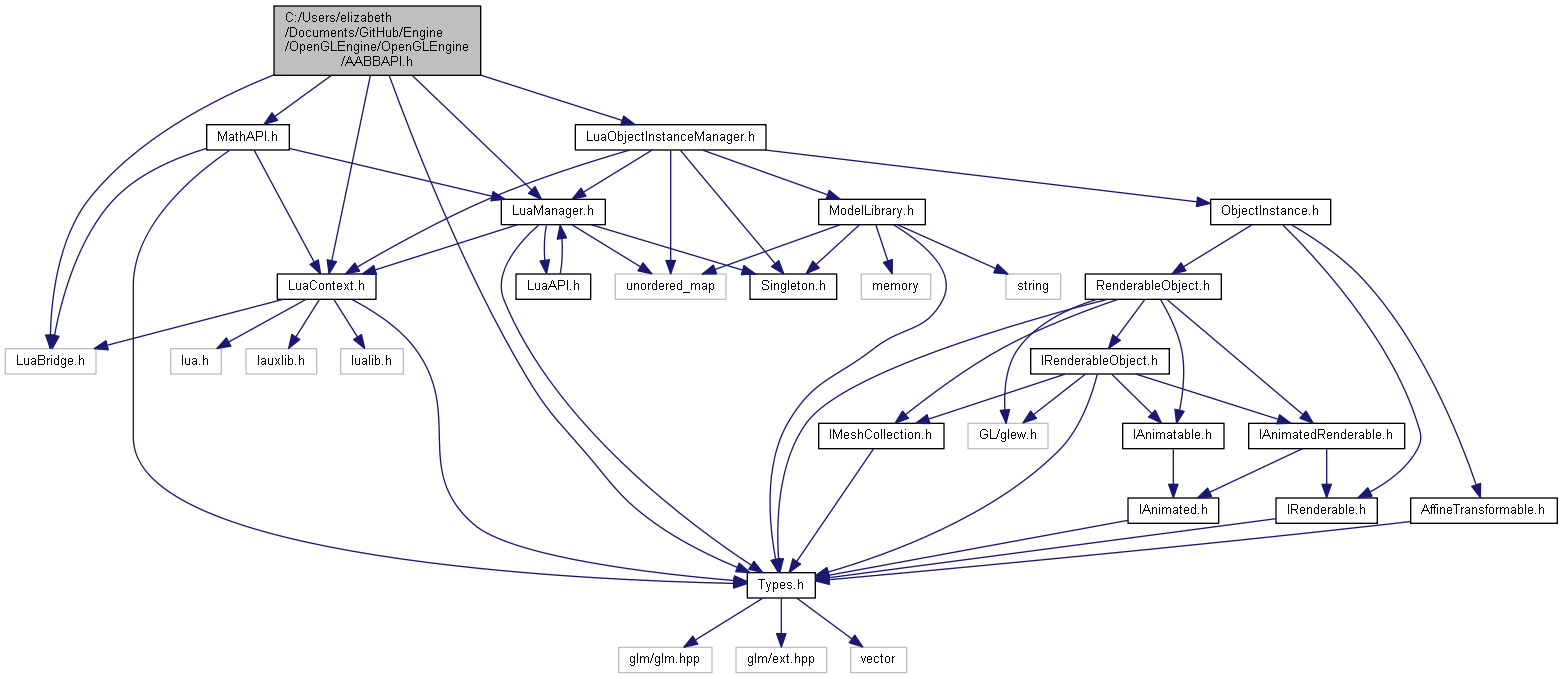 C:/Users/elizabeth
/Documents/GitHub/Engine
/OpenGLEngine/OpenGLEngine
/AABBAPI.h
MathAPI.h
LuaObjectInstanceManager.h
LuaManager.h
ModelLibrary.h
ObjectInstance.h
LuaContext.h
LuaAPI.h
unordered_map
Singleton.h
memory
string
RenderableObject.h
LuaBridge.h
lua.h
lauxlib.h
lualib.h
IRenderableObject.h
IMeshCollection.h
GL/glew.h
IAnimatable.h
IAnimatedRenderable.h
IAnimated.h
IRenderable.h
AffineTransformable.h
Types.h
glm/glm.hpp
glm/ext.hpp
vector